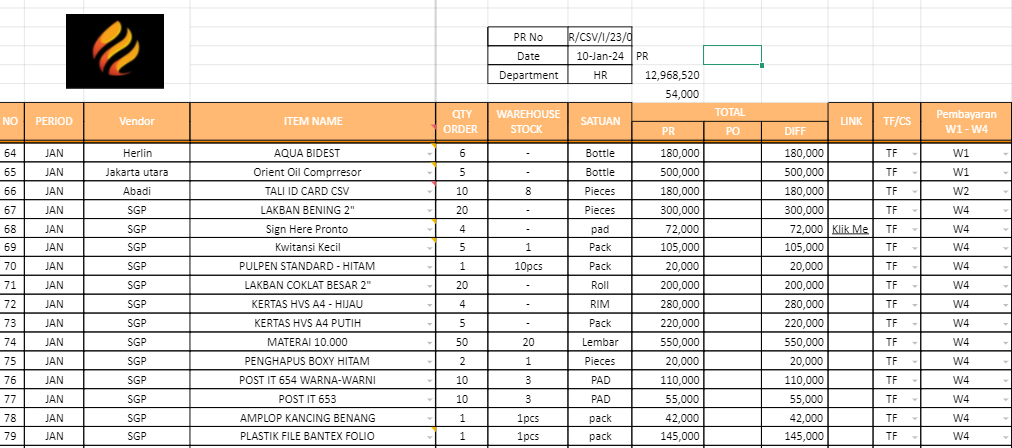 PR No R/CSV/I/23/0
Date 10-Jan-24 PR
Department HR 12,968,520
54,000
NO PERIOD Vendor ITEM NAME QTY ORDER WAREHOUSE STOCK SATUAN TOTAL LINK TF/CS Pembayaran W1 - W4
PR PO DIFF
64 JAN Herlin AQUA BIDEST 6 - Bottle 180,000 180,000 TF W1
65 JAN Jakarta utara Orient Oil Comprresor 5 - Bottle 500,000 500,000 TF W1
66 JAN Abadi TALI ID CARD CSV 10 8 Pieces 180,000 180,000 TF W2
67 JAN SGP LAKBAN BENING 2" 20 - Pieces 300,000 300,000 TF W4
68 JAN SGP Sign Here Pronto 4 - pad 72,000 72,000 Klik Me TF W4
69 JAN SGP Kwitansi Kecil 5 1 Pack 105,000 105,000 TF W4
70 JAN SGP PULPEN STANDARD - HITAM 1 10pcs Pack 20,000 20,000 TF W4
71 JAN SGP LAKBAN COKLAT BESAR 2" 20 - Roll 200,000 200,000 TF W4
72 JAN SGP KERTAS HVS A4 - HIJAU 4 - RIM 280,000 280,000 TF W4
73 JAN SGP KERTAS HVS A4 PUTIH 5 - Pack 220,000 220,000 TF W4
74 JAN SGP MATERAI 10.000 50 20 Lembar 550,000 550,000 TF W4
75 JAN SGP PENGHAPUS BOXY HITAM 2 1 Pieces 20,000 20,000 TF W4
76 JAN SGP POST IT 654 WARNA-WARNI 10 3 PAD 110,000 110,000 TF W4
77 JAN SGP POST IT 653 10 3 PAD 55,000 55,000 TF W4
78 JAN SGP AMPLOP KANCING BENANG 1 1pcs pack 42,000 42,000 TF W4
79 JAN SGP PLASTIK FILE BANTEX FOLIO 1 1pcs pack 145,000 145,000 TF W4